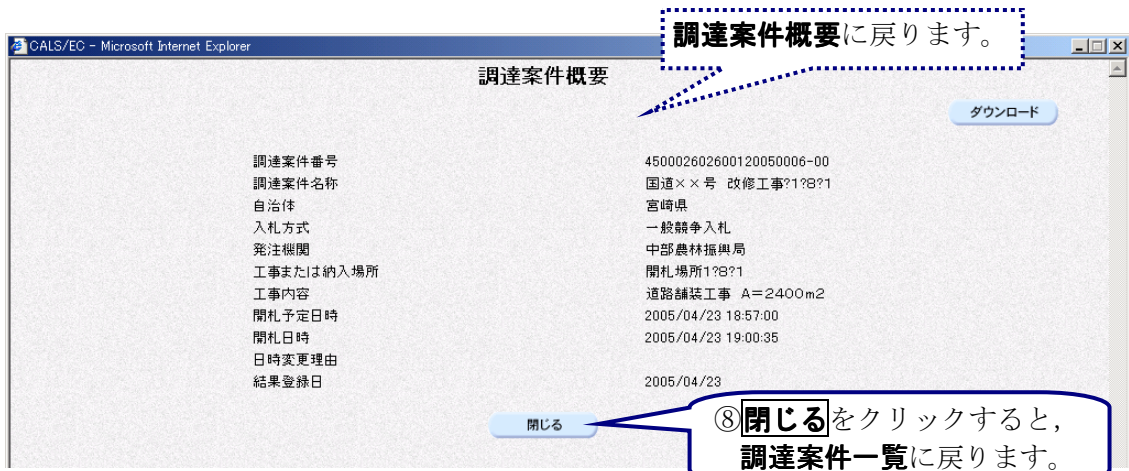 調達案件概要に戻ります。
CALS/EC - Microsoft Internet Explorer
調達案件概要
ダウンロード
調達案件番号 450002602600120050006-00
調達案件名称 国道××号 改修工事?1?8?1
自治体 宮崎県
入札方式 一般競争入札
発注機関 中部農林振興局
工事または納入場所 開札場所1?8?1
工事内容 道路舗装工事 A=2400m2
開札予定日時 2005/04/23 18:57:00
開札日時 2005/04/23 19:00:35
日時変更理由
結果登録日 2005/04/23
閉じる
⑧閉じるをクリックすると,
調達案件一覧に戻ります。